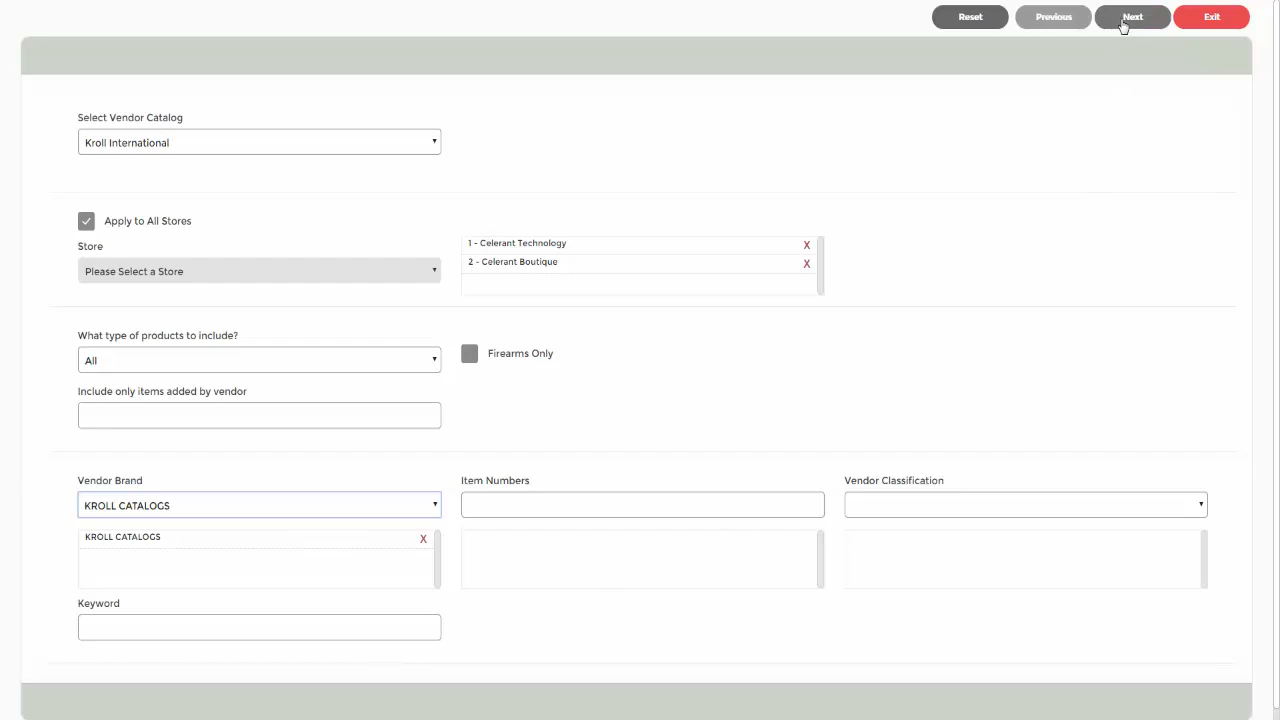 Reset
Previous
Next
Exit
Select Vendor Catalog
Kroll International
Apply to All Stores
Store
Please Select a Store
1 - Celerant Technology X
2 - Celerant Boutique X
What type of products to include?
All
Firearms Only
Include only items added by vendor
Vendor Brand
KROLL CATALOGS
KROLL CATALOGS X
Item Numbers
Vendor Classification
Keyword